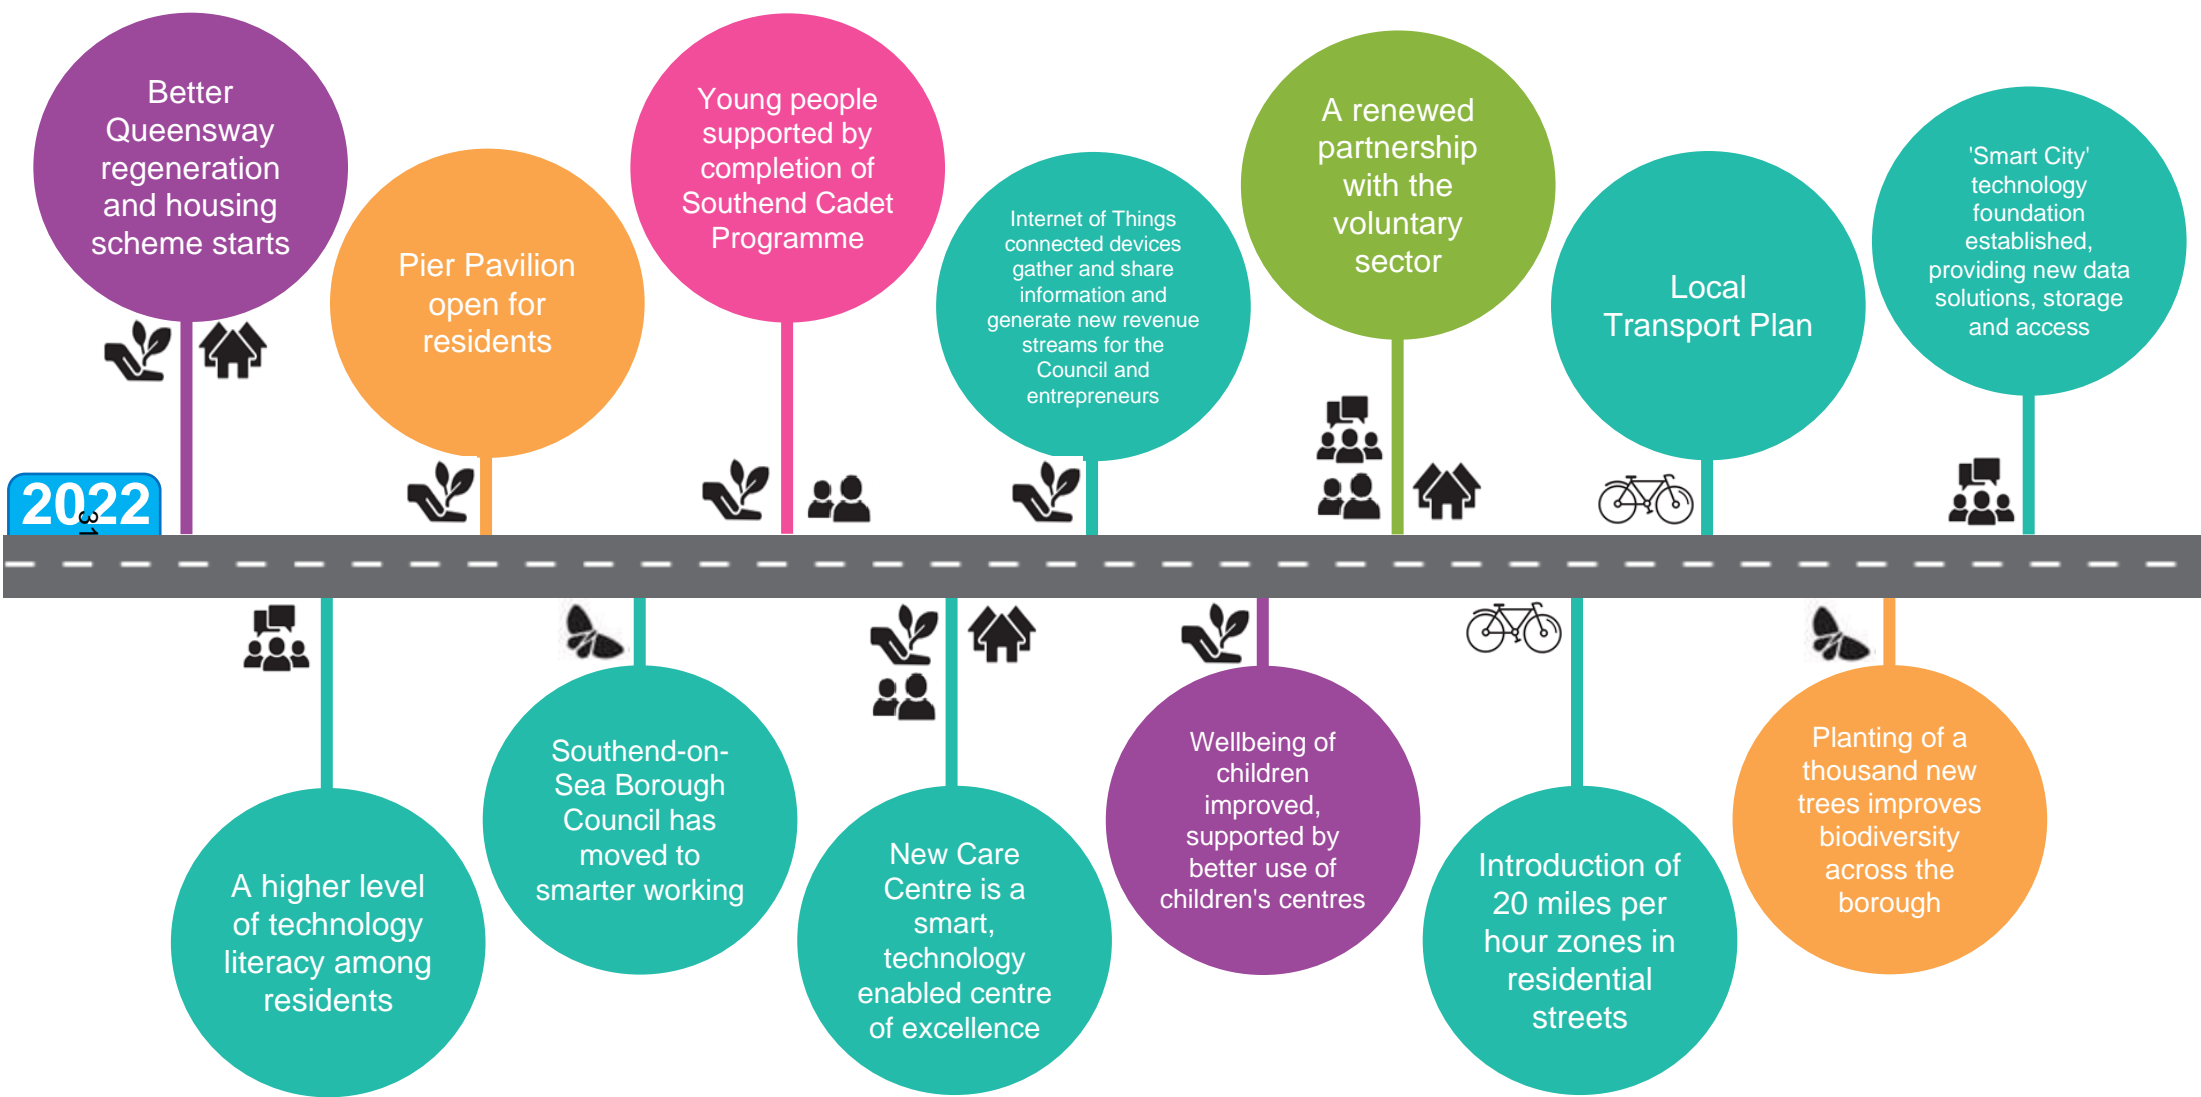 Better
Queensway
regeneration
and housing
scheme starts
Pier Pavilion
open for
residents
Young people
supported by
completion of
Southend Cadet
Programme
Internet of Things
connected devices
gather and share
information and
generate new revenue
streams for the
Council and
entrepreneurs
A renewed
partnership
with the
voluntary
sector
Local
Transport Plan
'Smart City'
technology
foundation
established,
providing new data
solutions, storage
and access
2022
31
A higher level
of technology
literacy among
residents
Southend-on-
Sea Borough
Council has
moved to
smarter working
New Care
Centre is a
smart,
technology
enabled centre
of excellence
Wellbeing of
children
improved,
supported by
better use of
children's centres
Introduction of
20 miles per
hour zones in
residential
streets
Planting of a
thousand new
trees improves
biodiversity
across the
borough